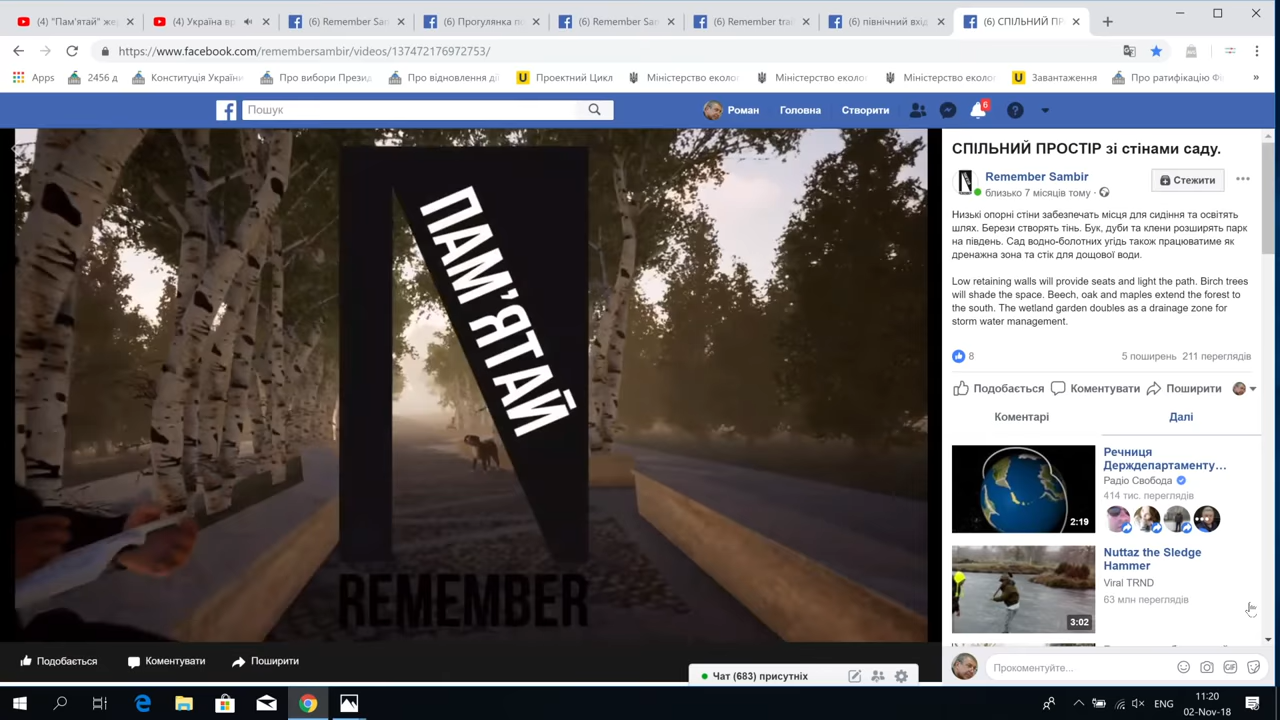 (4) "Пам'ятай" жер
(4) Україна вр
(6) Remember San
(6) Прогулянка по
(6) Remember Sam
(6) Remember trai
(6) північний вхід
(6) СПІЛЬНИЙ ПРО
https://www.facebook.com/remembersambir/videos/137472176972753/
Apps
2456 д
Конституція Україн
Про вибори Презид
Про відновлення ді
Проектний Цикл
Міністерство еколо
Міністерство еколо
Міністерство еколо
Завантаження
Про ратифікацію Фі
Пошук
Роман
Головна
Створити
6
ПАМ'ЯТАЙ
REMEMBER
Подобається
Коментувати
Поширити
Чат (683) присутніх
СПІЛЬНИЙ ПРОСТІР зі стінами саду.
Remember Sambir
близько 7 місяців тому ·
Стежити
Низькі опорні стіни забезпечать місця для сидіння та освітять
шлях. Берези створять тінь. Бук, дуби та клени розширять парк
на південь. Сад водно-болотних угідь також працюватиме як
дренажна зона та стік для дощової води.
Low retaining walls will provide seats and light the path. Birch trees
will shade the space. Beech, oak and maples extend the forest to
the south. The wetland garden doubles as a drainage zone for
storm water management.
8
5 поширень 211 переглядів
Подобається Коментувати Поширити
Коментарі Далі
Речниця
Держдепартаменту...
Радіо Свобода
414 тис. переглядів
2:19
Nuttaz the Sledge
Hammer
Viral TRND
63 млн переглядів
3:02
Прокоментуйте...
GIF
ENG
11:20
02-Nov-18